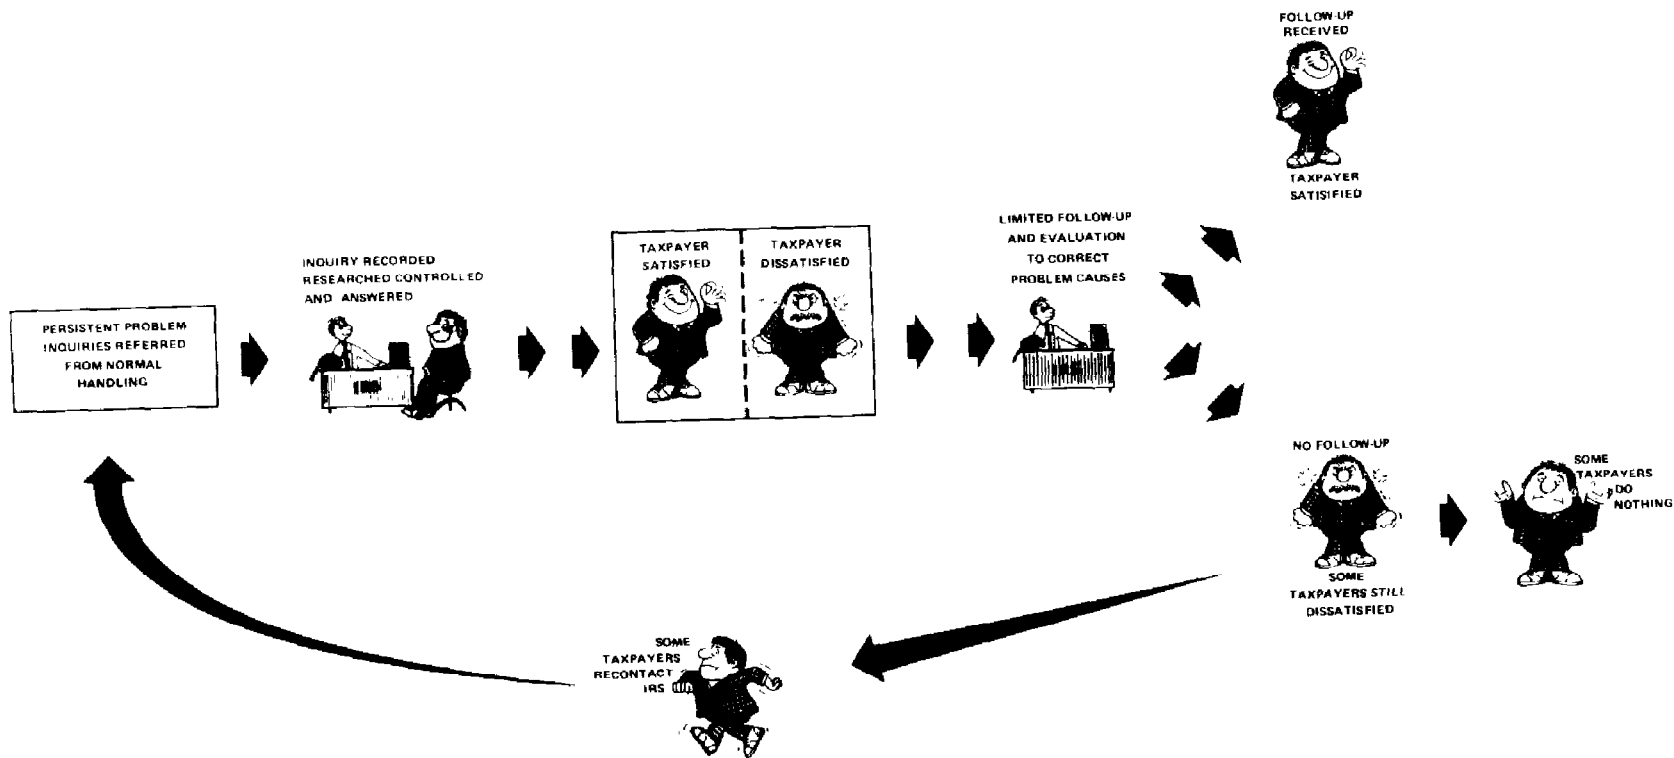 PERSISTENT PROBLEM
INQUIRIES REFERRED
FROM NORMAL
HANDLING
INQUIRY RECORDED
RESEARCHED CONTROLLED
AND ANSWERED
IRS
TAXPAYER
SATISFIED
TAXPAYER
DISSATISFIED
LIMITED FOLLOW-UP
AND EVALUATION
TO CORRECT
PROBLEM CAUSES
FOLLOW-UP
RECEIVED
TAXPAYER
SATISIFIED
NO FOLLOW-UP
SOME
TAXPAYERS STILL
DISSATISFIED
SOME
TAXPAYERS
DO
NOTHING
SOME
TAXPAYERS
RECONTACT
IRS